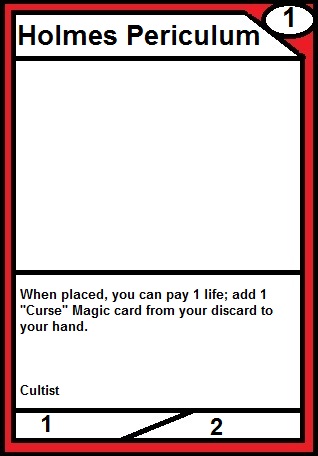 Holmes Periculum
1
When placed, you can pay 1 life; add 1
"Curse" Magic card from your discard to
your hand.
Cultist
1
2